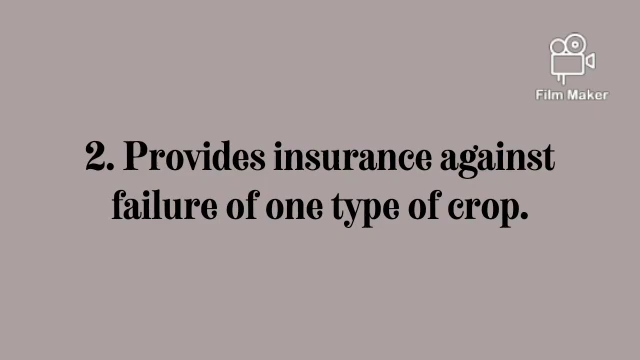 Film Maker
2. Provides insurance against
failure of one type of crop.